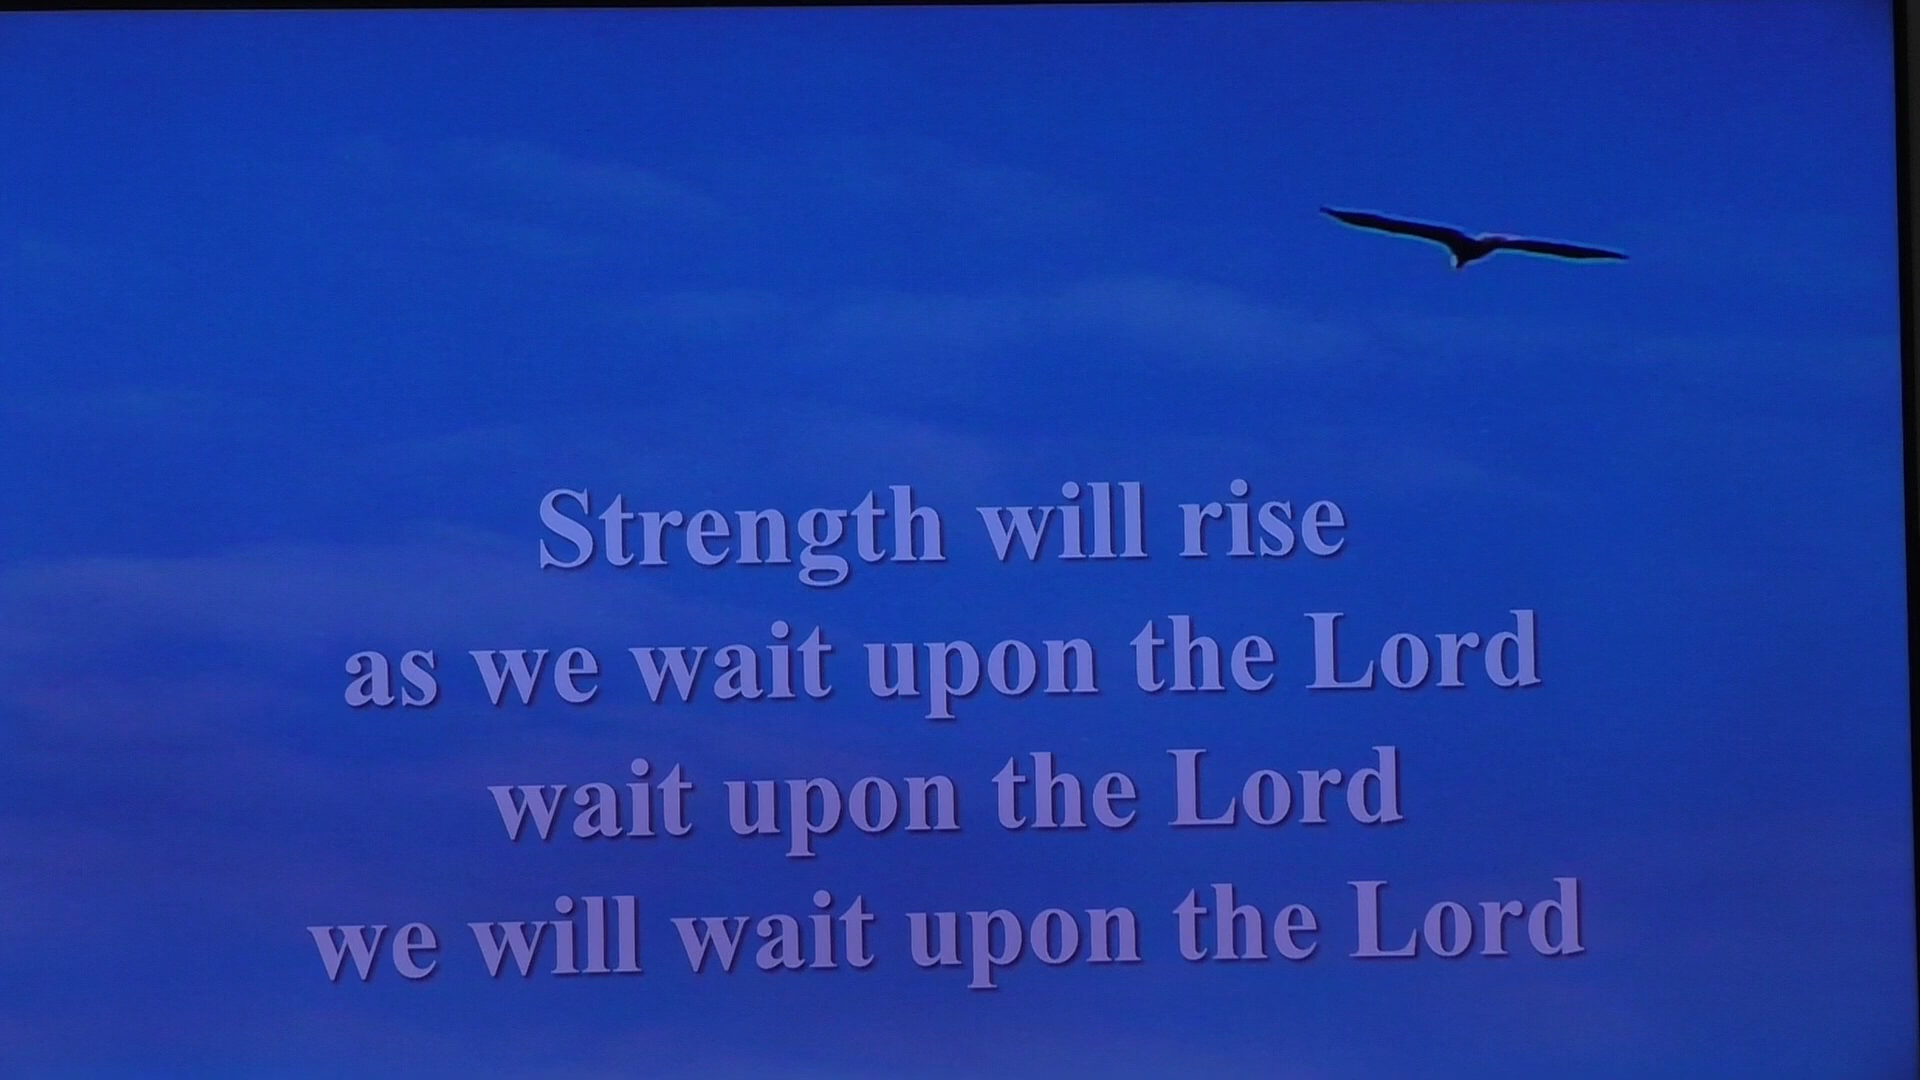 Strength will rise
as we wait upon the Lord
wait upon the Lord
we will wait upon the Lord